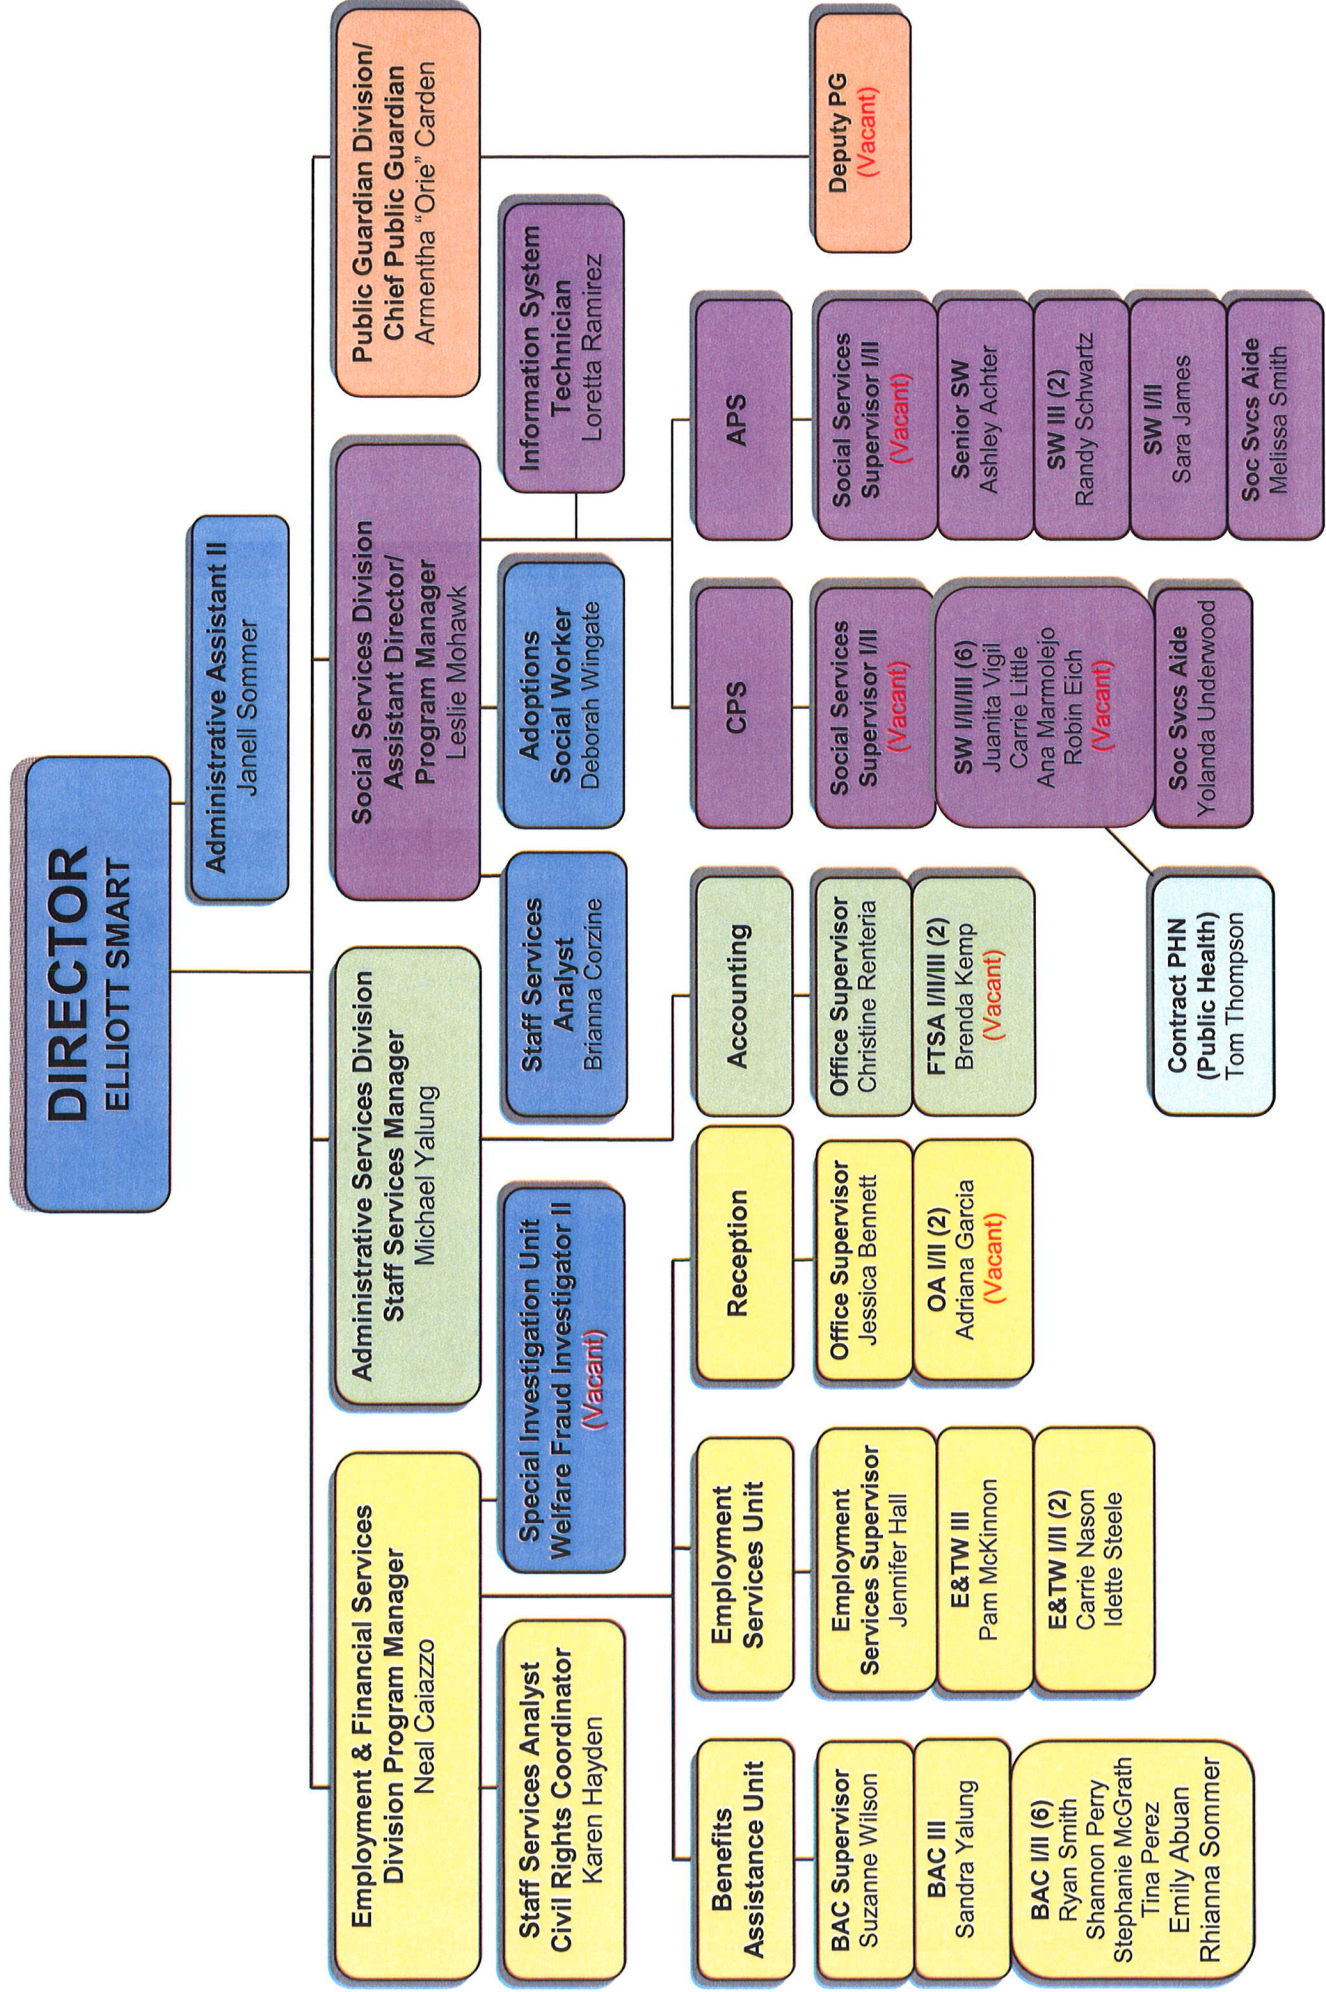 DIRECTOR
ELLIOTT SMART
Administrative Assistant II
Janell Sommer
Employment & Financial Services
Division Program Manager
Neal Caiazzo
Administrative Services Division
Staff Services Manager
Michael Yalung
Social Services Division
Assistant Director/
Program Manager
Leslie Mohawk
Public Guardian Division/
Chief Public Guardian
Armentha “Orie” Carden
Staff Services Analyst
Civil Rights Coordinator
Karen Hayden
Special Investigation Unit
Welfare Fraud Investigator II
(Vacant)
Staff Services
Analyst
Brianna Corzine
Adoptions
Social Worker
Deborah Wingate
Information System
Technician
Loretta Ramirez
Benefits
Assistance Unit
BAC Supervisor
Suzanne Wilson
BAC III
Sandra Yalung
BAC I/II (6)
Ryan Smith
Shannon Perry
Stephanie McGrath
Tina Perez
Emily Abuan
Rhianna Sommer
Employment
Services Unit
Employment
Services Supervisor
Jennifer Hall
E&TW III
Pam McKinnon
E&TW I/II (2)
Carrie Nason
Idette Steele
Reception
Office Supervisor
Jessica Bennett
OA I/II (2)
Adriana Garcia
(Vacant)
Accounting
Office Supervisor
Christine Renteria
FTSA I/II/III (2)
Brenda Kemp
(Vacant)
CPS
Social Services
Supervisor I/II
(Vacant)
SW I/II/III (6)
Juanita Vigil
Carrie Little
Ana Marmolejo
Robin Eich
(Vacant)
Soc Svcs Aide
Yolanda Underwood
Contract PHN
(Public Health)
Tom Thompson
APS
Social Services
Supervisor I/II
(Vacant)
Senior SW
Ashley Achter
SW III (2)
Randy Schwartz
SW I/II
Sara James
Soc Svcs Aide
Melissa Smith
Deputy PG
(Vacant)